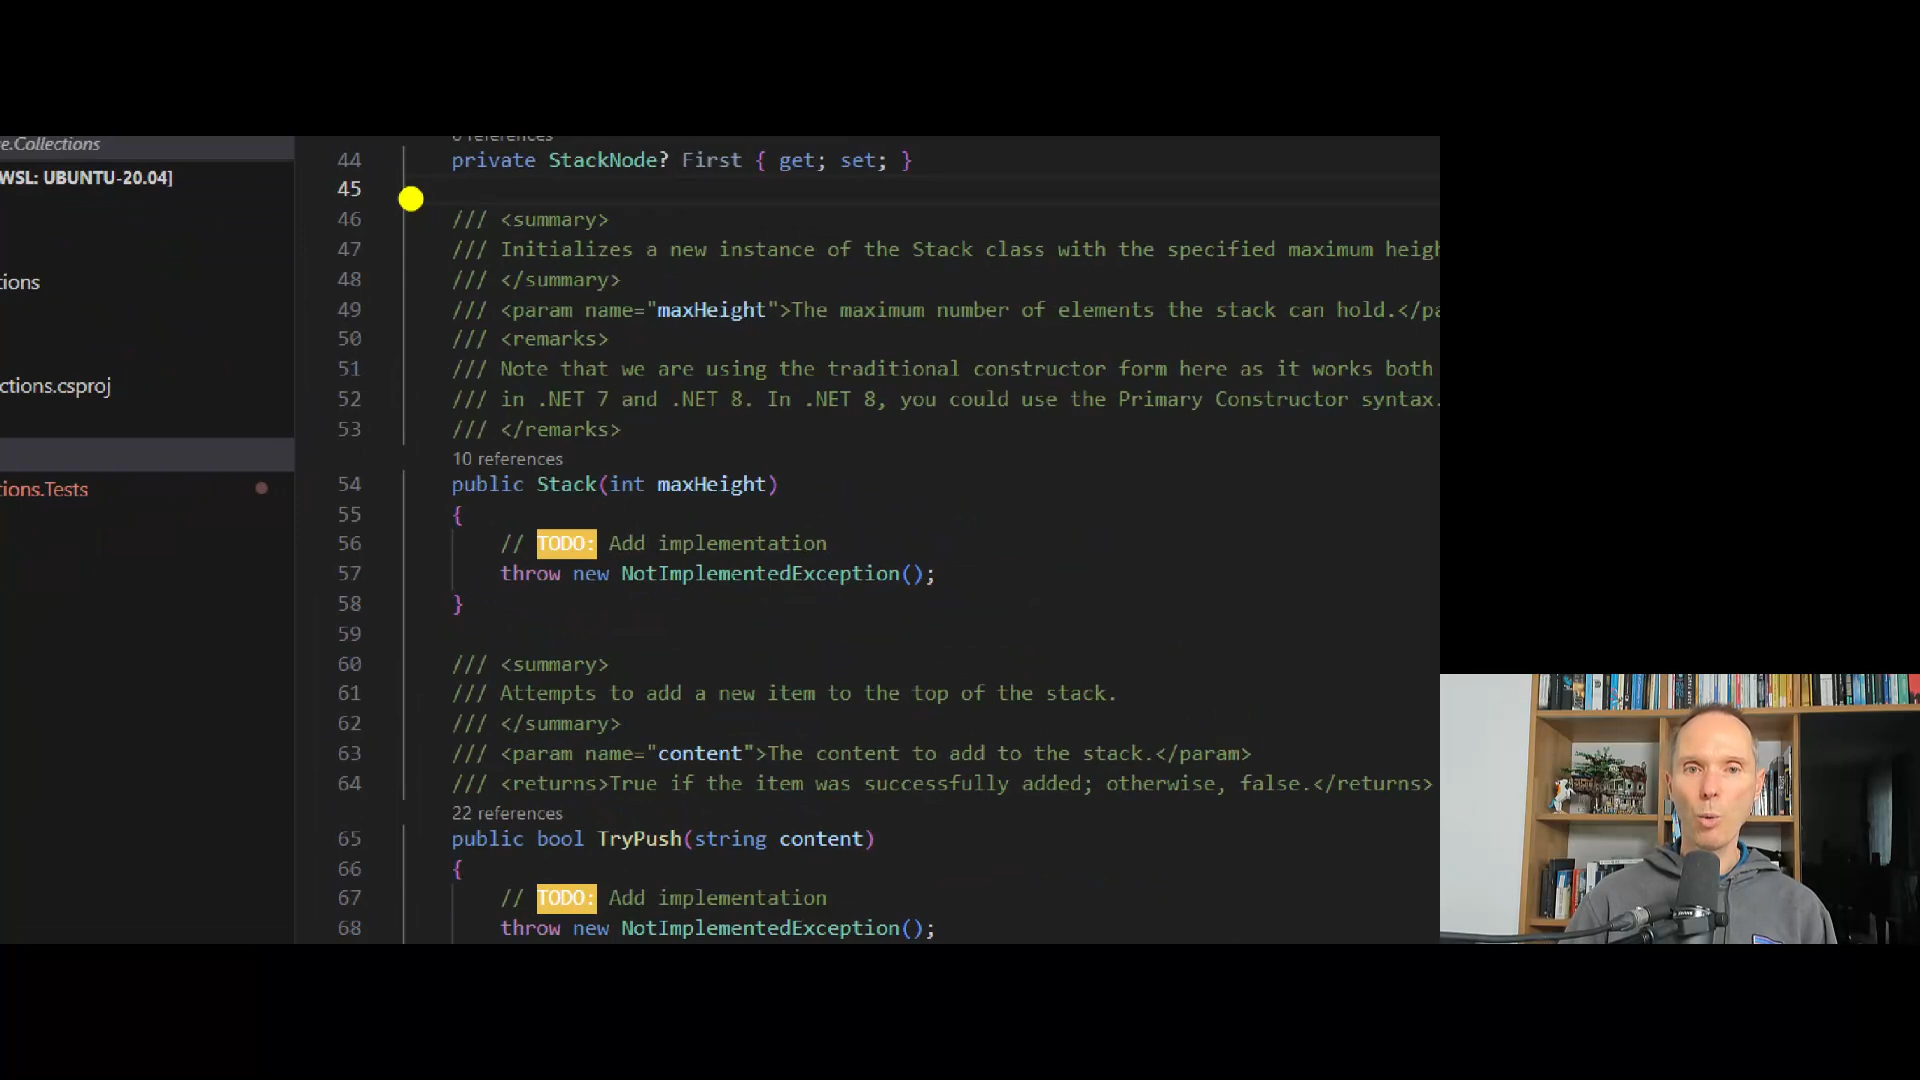 e.Collections
WSL: UBUNTU-20.04]
tions
ctions.csproj
tions.Tests
44 private StackNode? First { get; set; }
45
46 /// <summary>
47 /// Initializes a new instance of the Stack class with the specified maximum heigh
48 /// </summary>
49 /// <param name="maxHeight">The maximum number of elements the stack can hold.</pa
50 /// <remarks>
51 /// Note that we are using the traditional constructor form here as it works both
52 /// in .NET 7 and .NET 8. In .NET 8, you could use the Primary Constructor syntax.
53 /// </remarks>
10 references
54 public Stack(int maxHeight)
55 {
56 // TODO: Add implementation
57 throw new NotImplementedException();
58 }
59
60 /// <summary>
61 /// Attempts to add a new item to the top of the stack.
62 /// </summary>
63 /// <param name="content">The content to add to the stack.</param>
64 /// <returns>True if the item was successfully added; otherwise, false.</returns>
22 references
65 public bool TryPush(string content)
66 {
67 // TODO: Add implementation
68 throw new NotImplementedException();